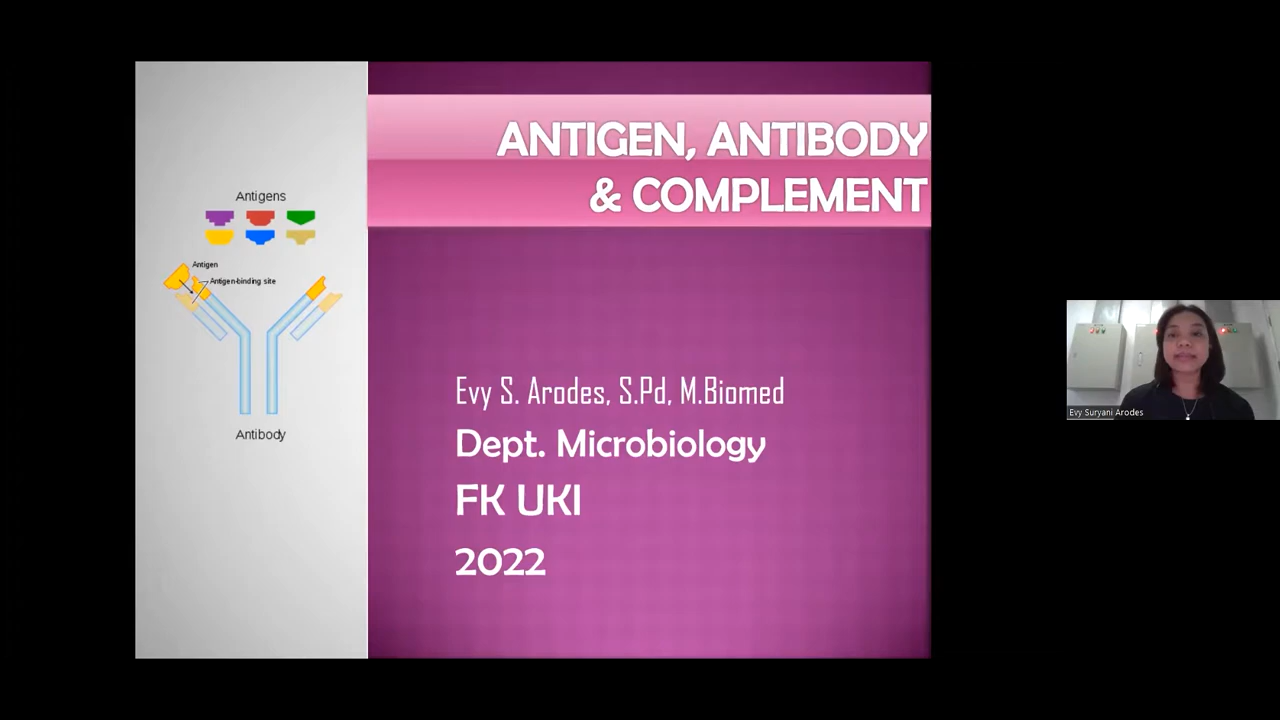 ANTIGEN, ANTIBODY
& COMPLEMENT
Antigens
Antigen
Antigen-binding site
Antibody
Evy S. Arodes, S.Pd, M.Biomed
Dept. Microbiology
FK UKI
2022
Evy Suryani Arodes